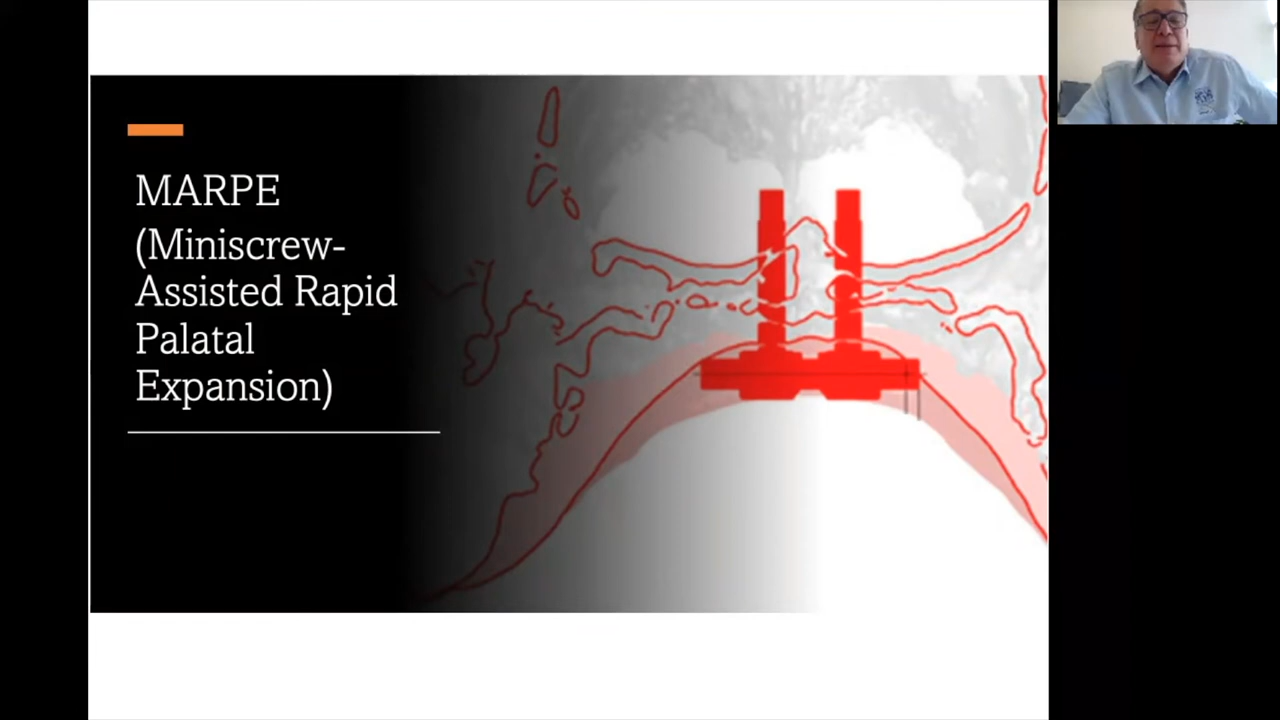 MARPE
(Miniscrew-
Assisted Rapid
Palatal
Expansion)